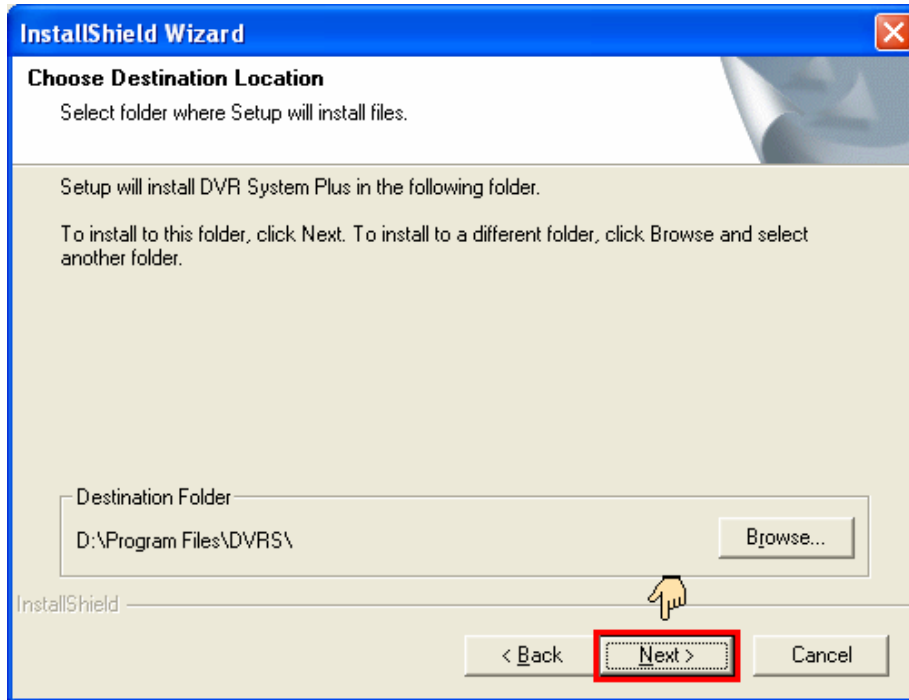 InstallShield Wizard
Choose Destination Location
Select folder where Setup will install files.
Setup will install DVR System Plus in the following folder.
To install to this folder, click Next. To install to a different folder, click Browse and select
another folder.
Destination Folder
D:\Program Files\DVRS\
Browse...
InstallShield
< Back
Next >
Cancel